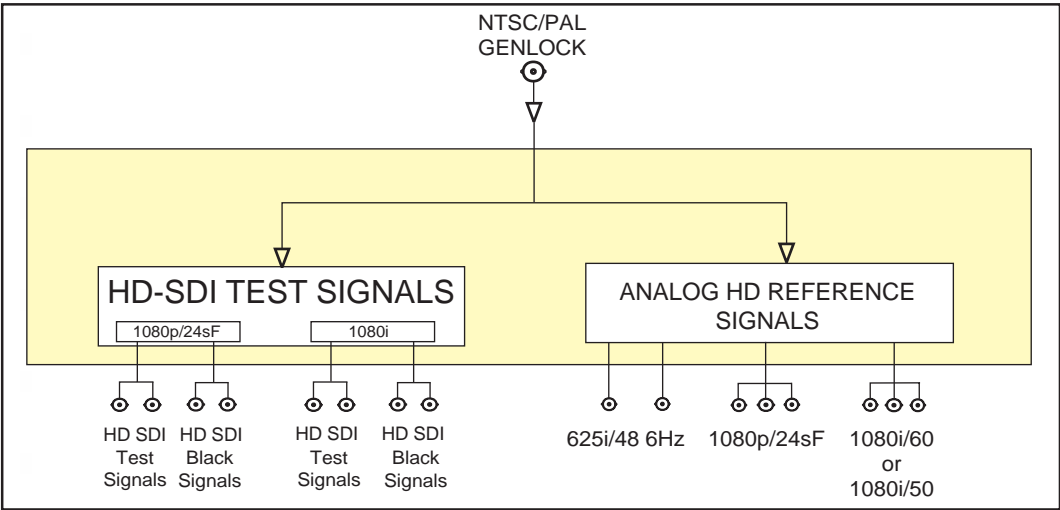 NTSC/PAL
GENLOCK
HD-SDI TEST SIGNALS
1080p/24sF
1080i
ANALOG HD REFERENCE
SIGNALS
HD SDI
Test
Signals
HD SDI
Black
Signals
HD SDI
Test
Signals
HD SDI
Black
Signals
625i/48 6Hz
1080p/24sF
1080i/60
or
1080i/50